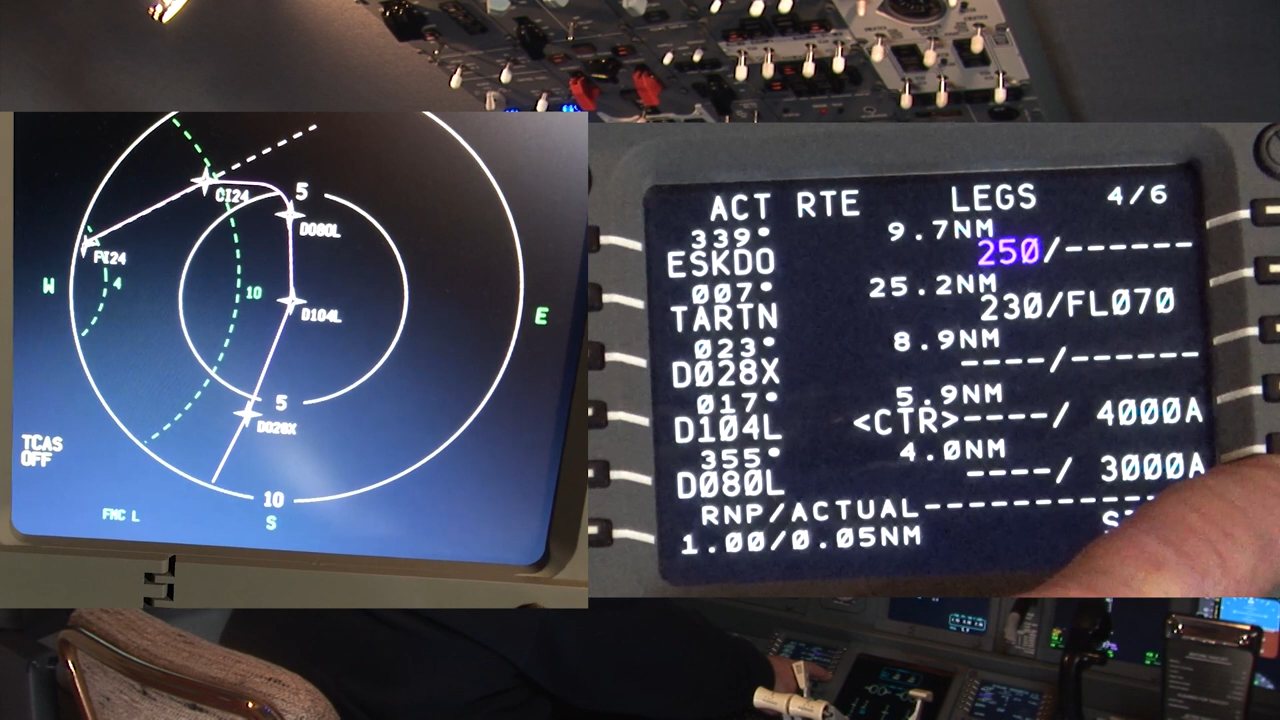 5
CI24
D080L
FI24
W
4
10
D104L
E
5
D028X
TCAS
OFF
10
FMC L
S
ACT RTE LEGS 4/6
339° 9.7NM
ESKDO 250/------
007° 25.2NM
TARTN 230/FL070
023° 8.9NM
D028X ----/------
017° 5.9NM
D104L <CTR>----/ 4000A
355° 4.0NM
D080L ----/ 3000A
RNP/ACTUAL-----------
1.00/0.05NM